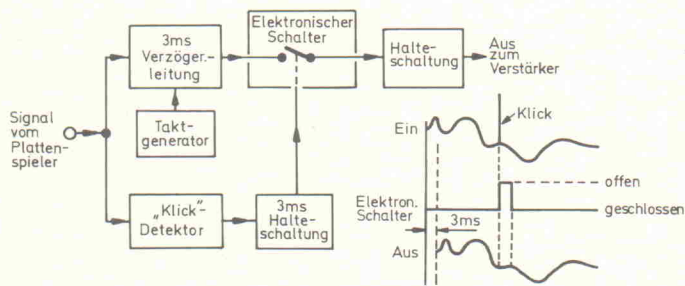 3ms
Verzöger.-
leitung
Elektronischer
Schalter
Halte-
schaltung
Aus
zum
Verstärker
Signal
vom
Platten-
spieler
Takt-
generator
„Klick"-
Detektor
3ms
Halte-
schaltung
Klick
Ein
offen
Elektron.
Schalter
geschlossen
3ms
Aus